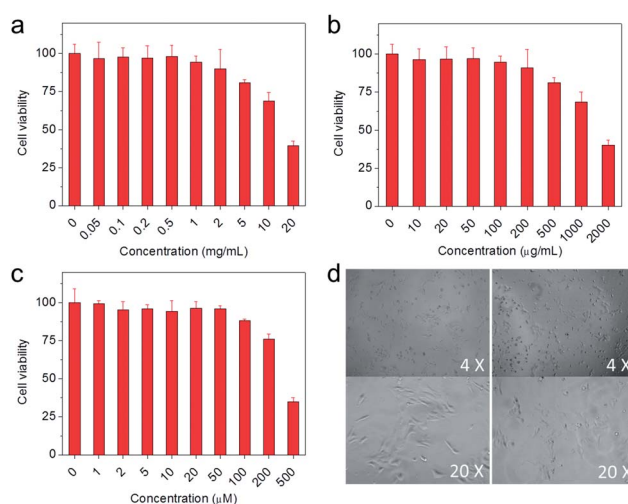 a
100
75
50
25
0
Cell viability
0 0.05 0.1 0.2 0.5 1 2 5 10 20
Concentration (mg/mL)
b
100
75
50
25
0
Cell viability
0 10 20 50 100 200 500 1000 2000
Concentration (μg/mL)
c
100
75
50
25
0
Cell viability
0 1 2 5 10 20 50 100 200 500
Concentration (μM)
d
4 X 4 X
20 X 20 X